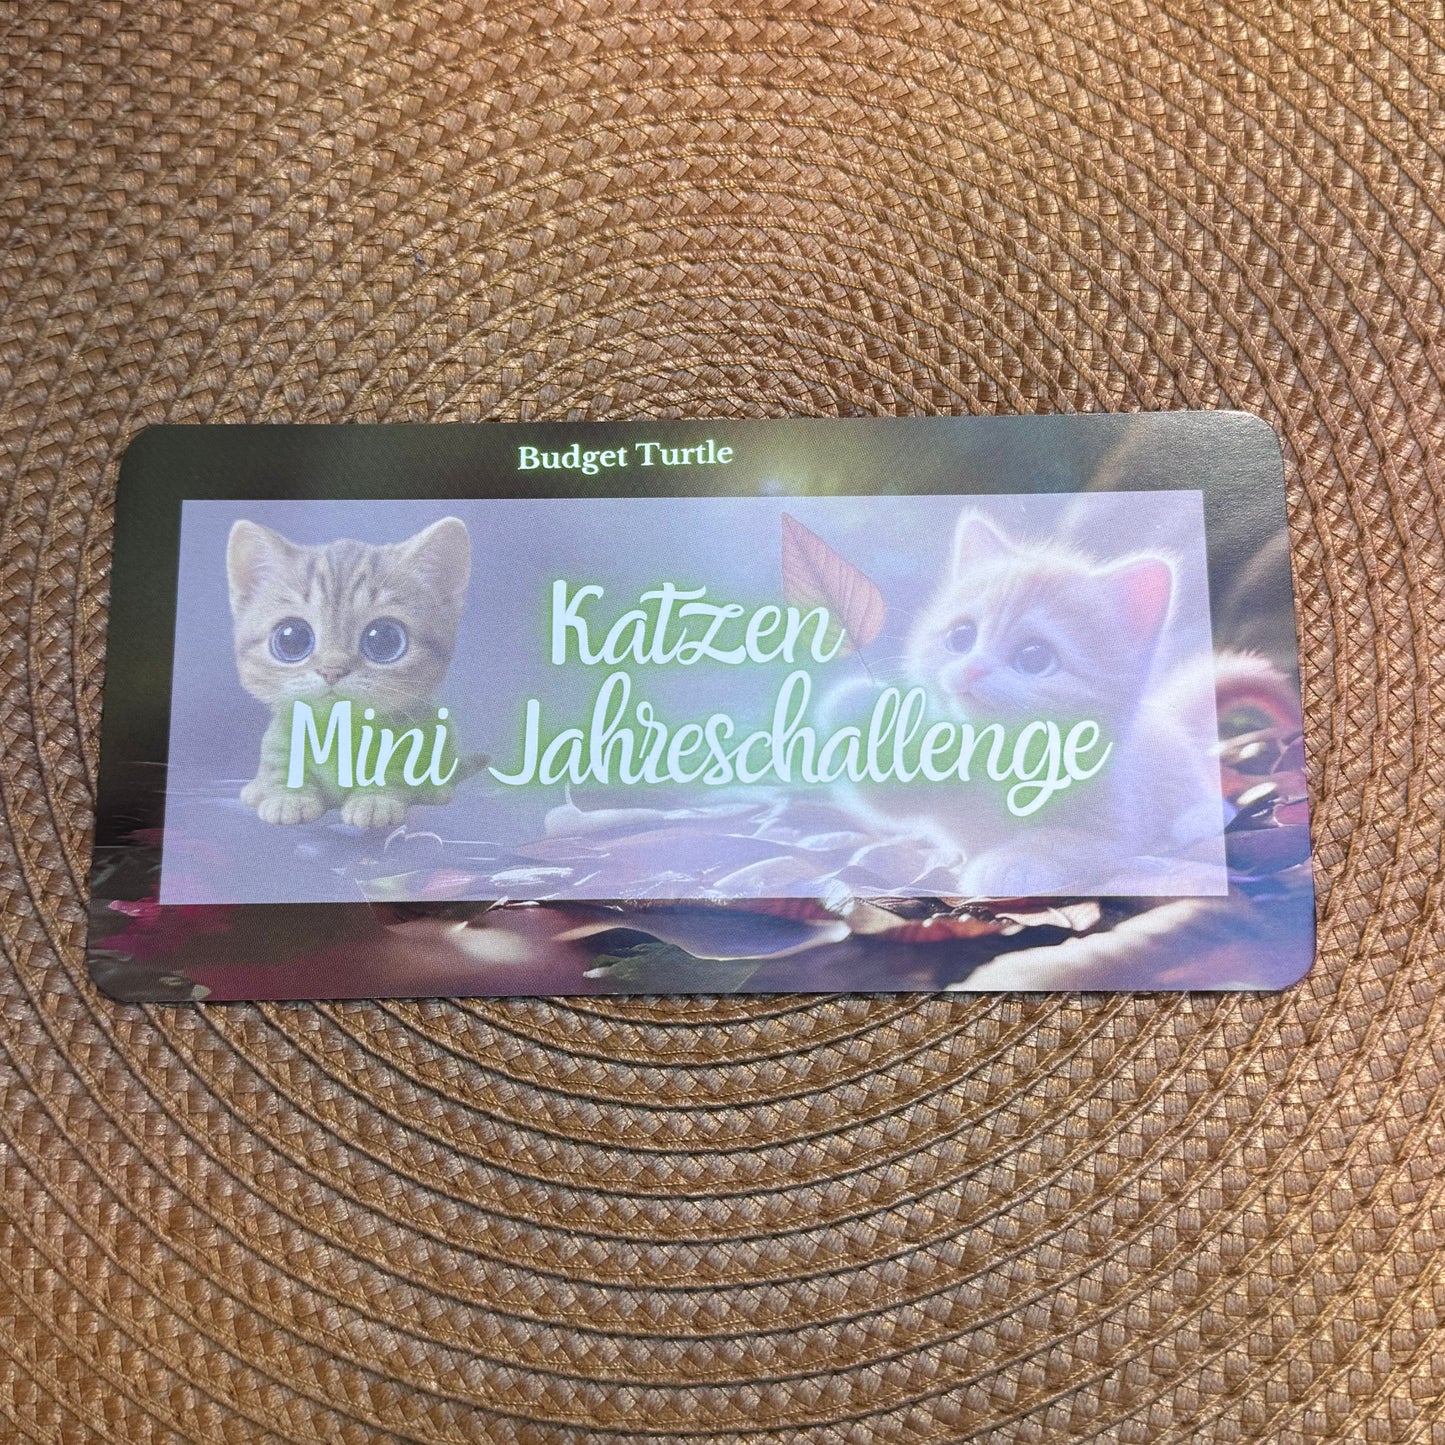 Budget Turtle
Katzen
Mini Jahreschallenge